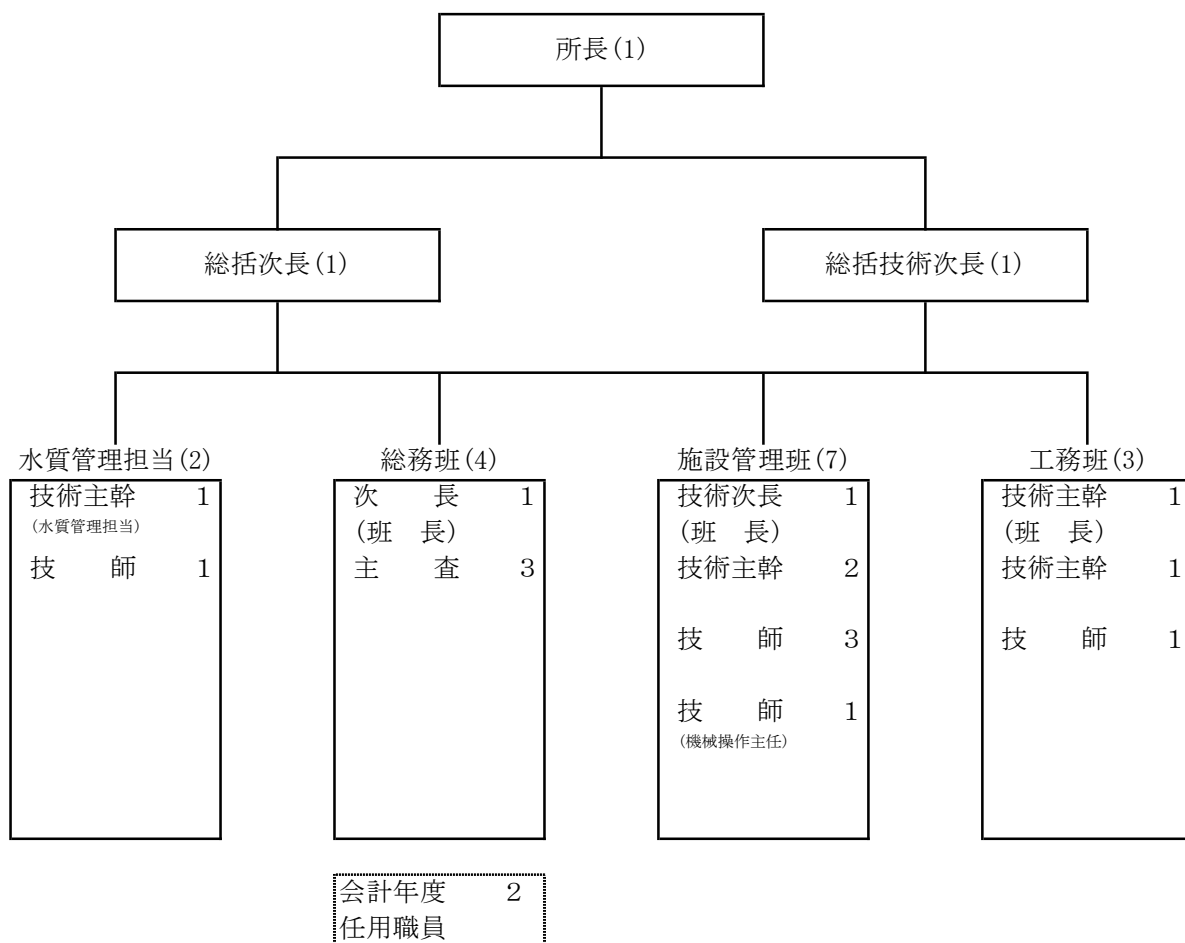 所長(1)
総括次長(1)
総括技術次長(1)
水質管理担当(2)
技術主幹 1
(水質管理担当)
技 師 1
総務班(4)
次 長 1
(班 長)
主 査 3
会計年度 2
任用職員
施設管理班(7)
技術次長 1
(班 長)
技術主幹 2
技 師 3
技 師 1
(機械操作主任)
工務班(3)
技術主幹 1
(班 長)
技術主幹 1
技 師 1